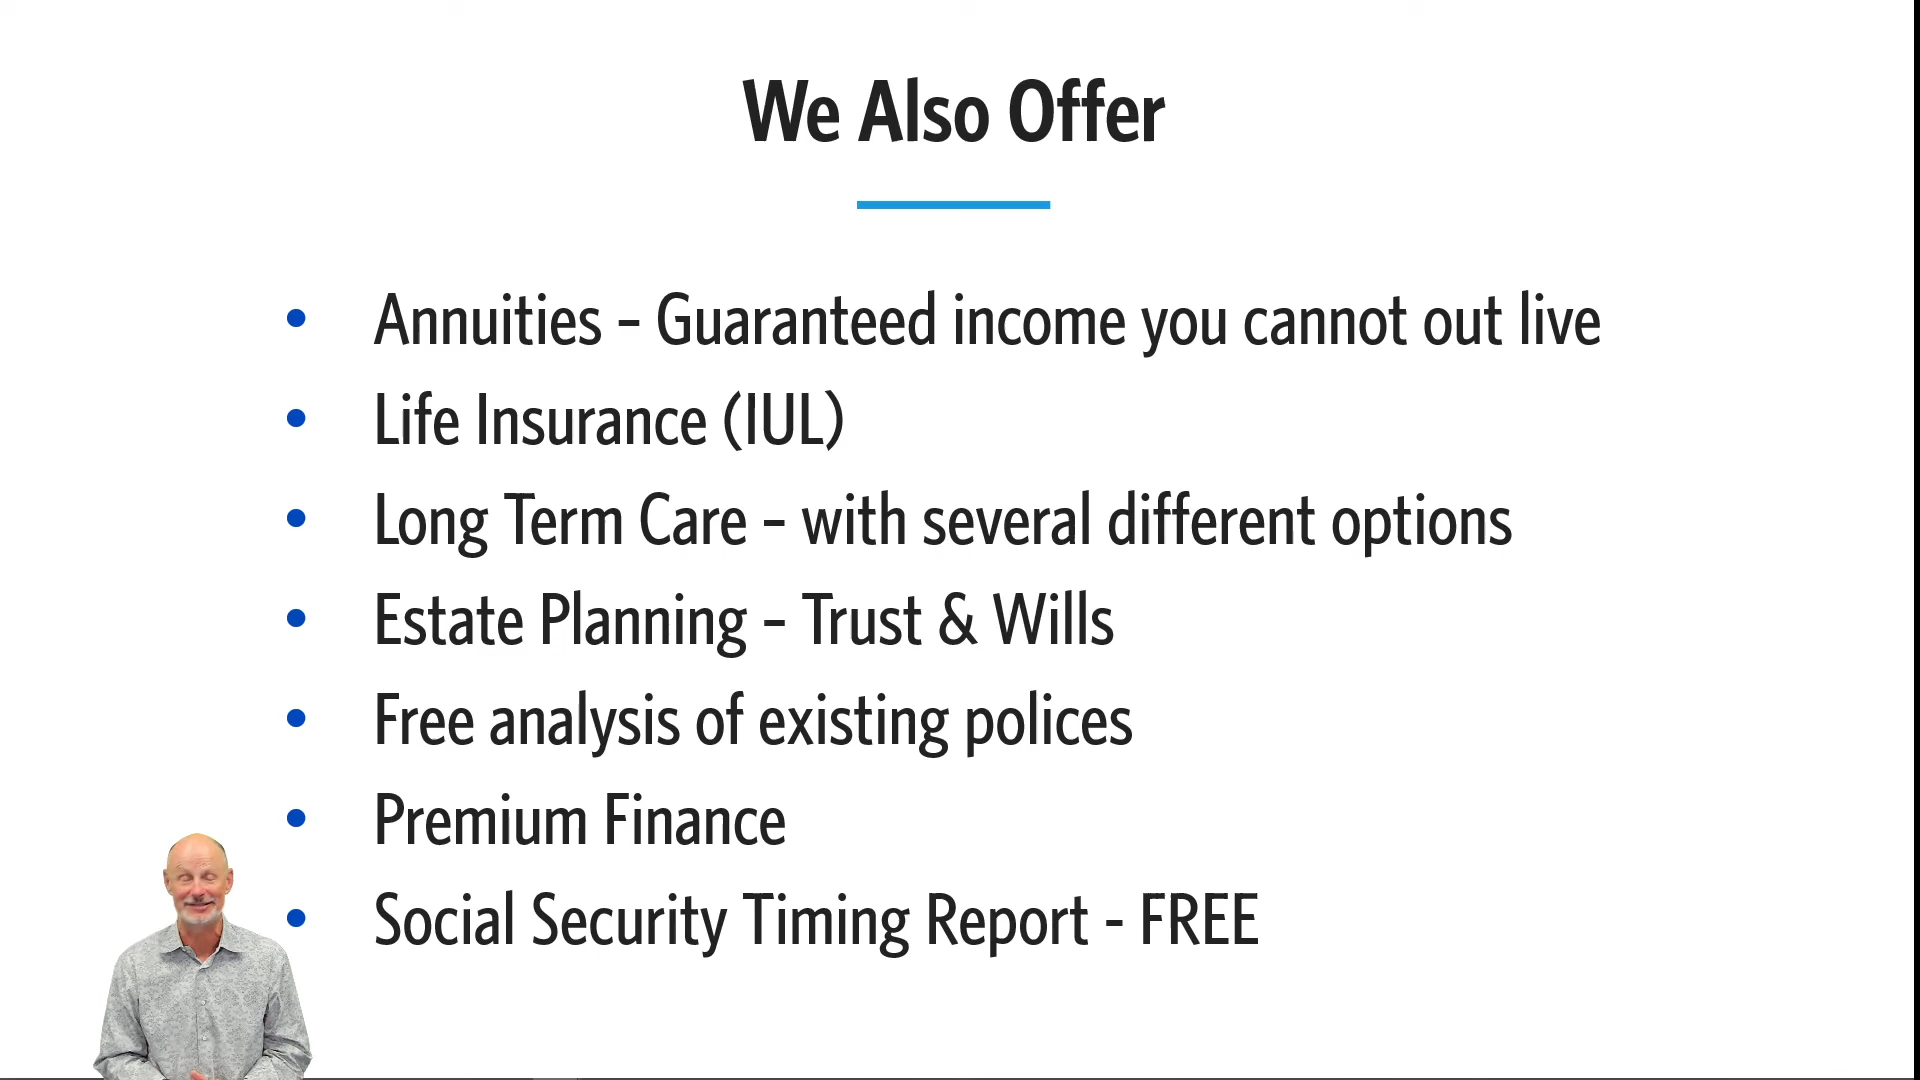 We Also Offer
• Annuities – Guaranteed income you cannot out live
• Life Insurance (IUL)
• Long Term Care – with several different options
• Estate Planning – Trust & Wills
• Free analysis of existing polices
• Premium Finance
• Social Security Timing Report - FREE